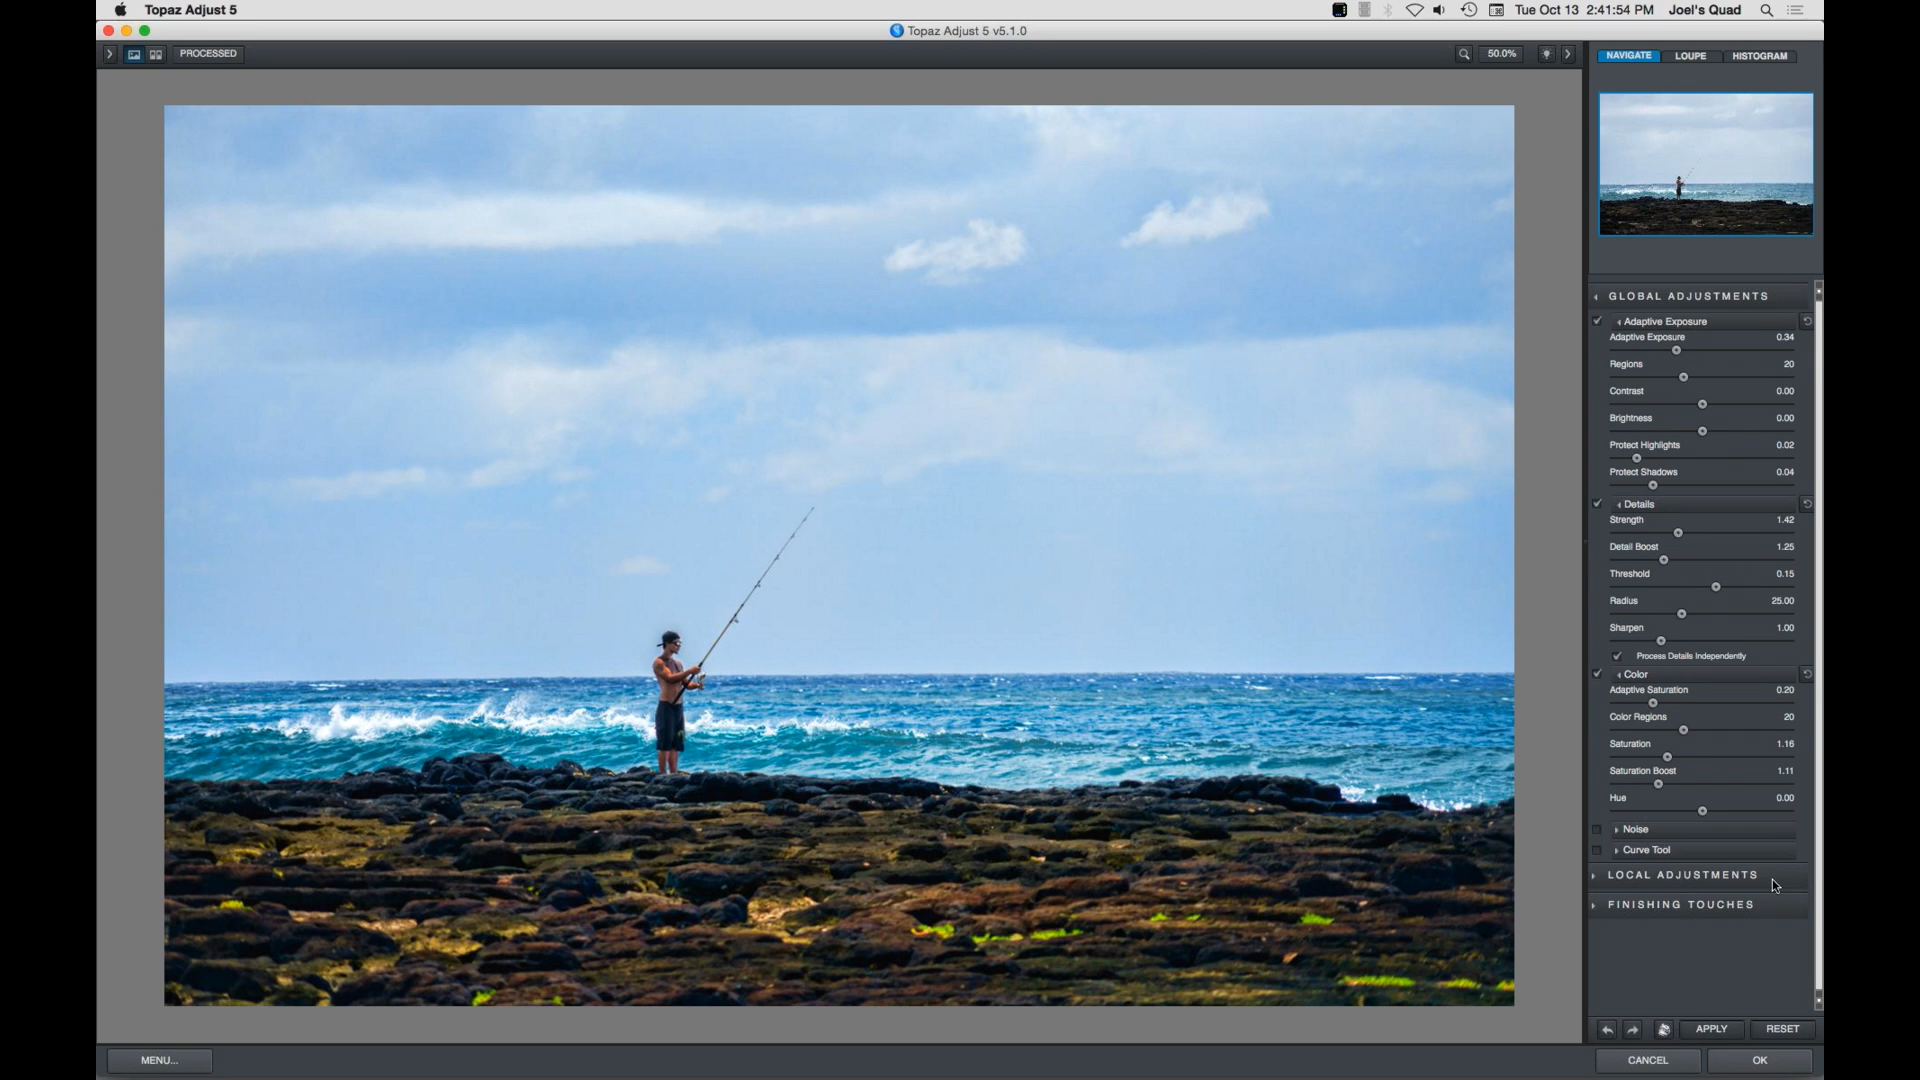 Topaz Adjust 5
Tue Oct 13 2:41:54 PM Joel's Quad
Topaz Adjust 5 v5.1.0
PROCESSED
50.0%
NAVIGATE LOUPE HISTOGRAM
GLOBAL ADJUSTMENTS
Adaptive Exposure
Adaptive Exposure 0.34
Regions 20
Contrast 0.00
Brightness 0.00
Protect Highlights 0.02
Protect Shadows 0.04
Details
Strength 1.42
Detail Boost 1.25
Threshold 0.15
Radius 25.00
Sharpen 1.00
Process Details Independently
Color
Adaptive Saturation 0.20
Color Regions 20
Saturation 1.16
Saturation Boost 1.11
Hue 0.00
Noise
Curve Tool
LOCAL ADJUSTMENTS
FINISHING TOUCHES
APPLY RESET
MENU... CANCEL OK